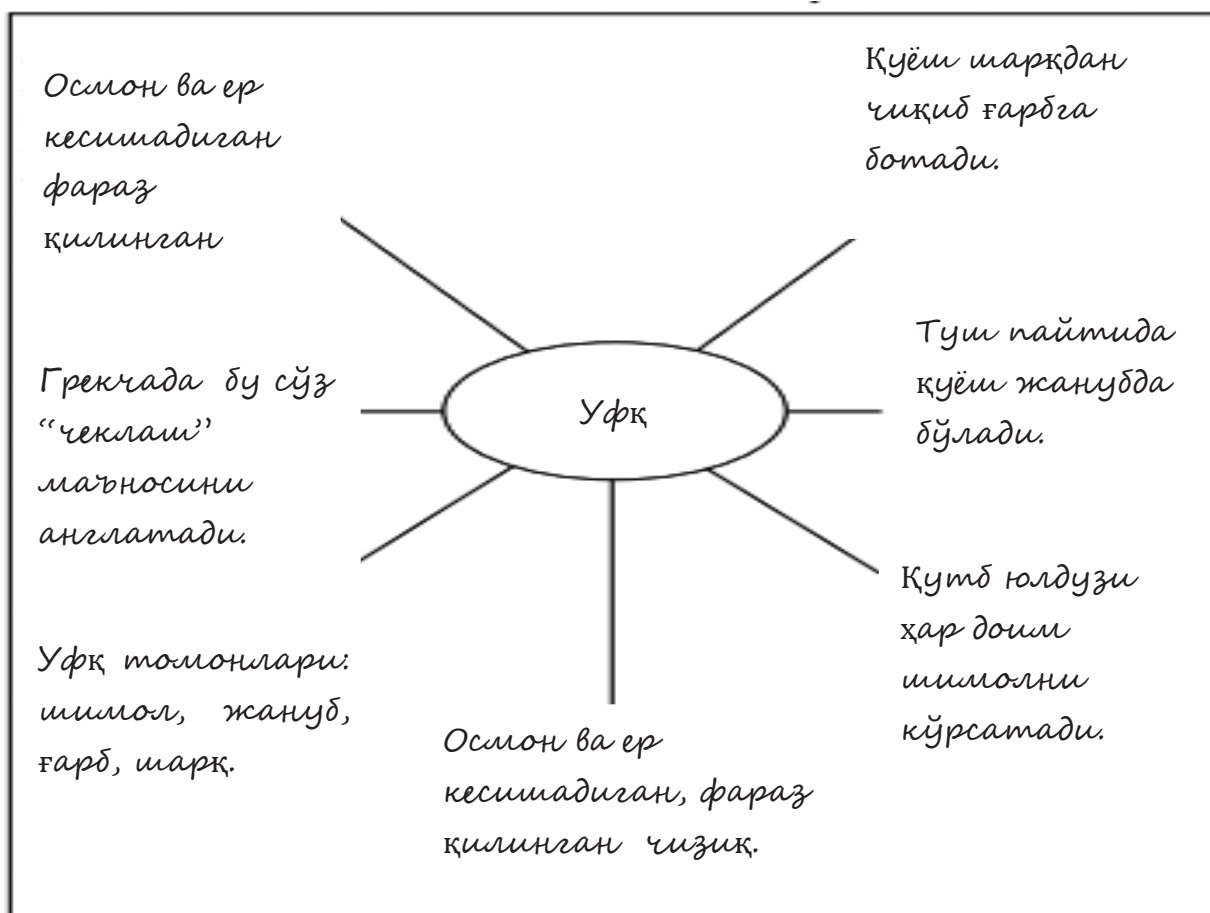 Осмон ва ер
кесишадиган
фараз
қилинган
Қуёш шарқдан
чиқиб ғарбга
ботади.
Грекчада бу сўз
“чеклаш”
маъносини
англатади.
Уфқ
Туш пайтида
қуёш жанубда
бўлади.
Уфқ томонлари:
шимол, жануб,
ғарб, шарқ.
Осмон ва ер
кесишадиган, фараз
қилинган чизиқ.
Қутб юлдузи
ҳар доим
шимолни
кўрсатади.